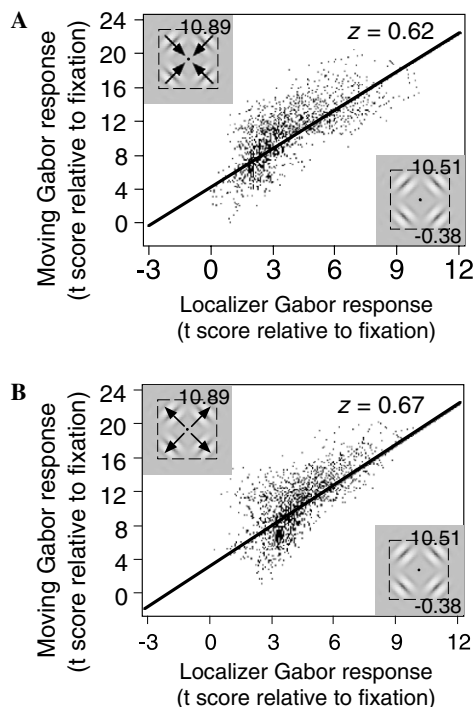 A
Moving Gabor response
(t score relative to fixation)
24
20
16
12
8
4
0
10.89
z = 0.62
10.51
-0.38
-3 0 3 6 9 12
Localizer Gabor response
(t score relative to fixation)
B
Moving Gabor response
(t score relative to fixation)
24
20
16
12
8
4
0
10.89
z = 0.67
10.51
-0.38
-3 0 3 6 9 12
Localizer Gabor response
(t score relative to fixation)